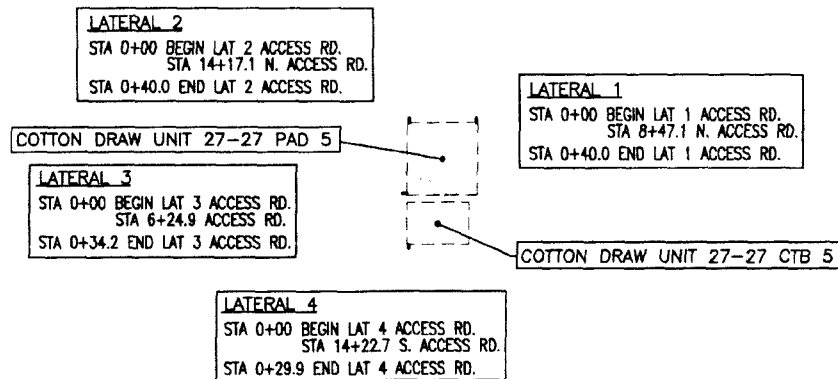 LATERAL 2
STA 0+00 BEGIN LAT 2 ACCESS RD.
STA 14+17.1 N. ACCESS RD.
STA 0+40.0 END LAT 2 ACCESS RD.
LATERAL 1
STA 0+00 BEGIN LAT 1 ACCESS RD.
STA 8+47.1 N. ACCESS RD.
STA 0+40.0 END LAT 1 ACCESS RD.
COTTON DRAW UNIT 27-27 PAD 5
LATERAL 3
STA 0+00 BEGIN LAT 3 ACCESS RD.
STA 6+24.9 ACCESS RD.
STA 0+34.2 END LAT 3 ACCESS RD.
COTTON DRAW UNIT 27-27 CTB 5
LATERAL 4
STA 0+00 BEGIN LAT 4 ACCESS RD.
STA 14+22.7 S. ACCESS RD.
STA 0+29.9 END LAT 4 ACCESS RD.